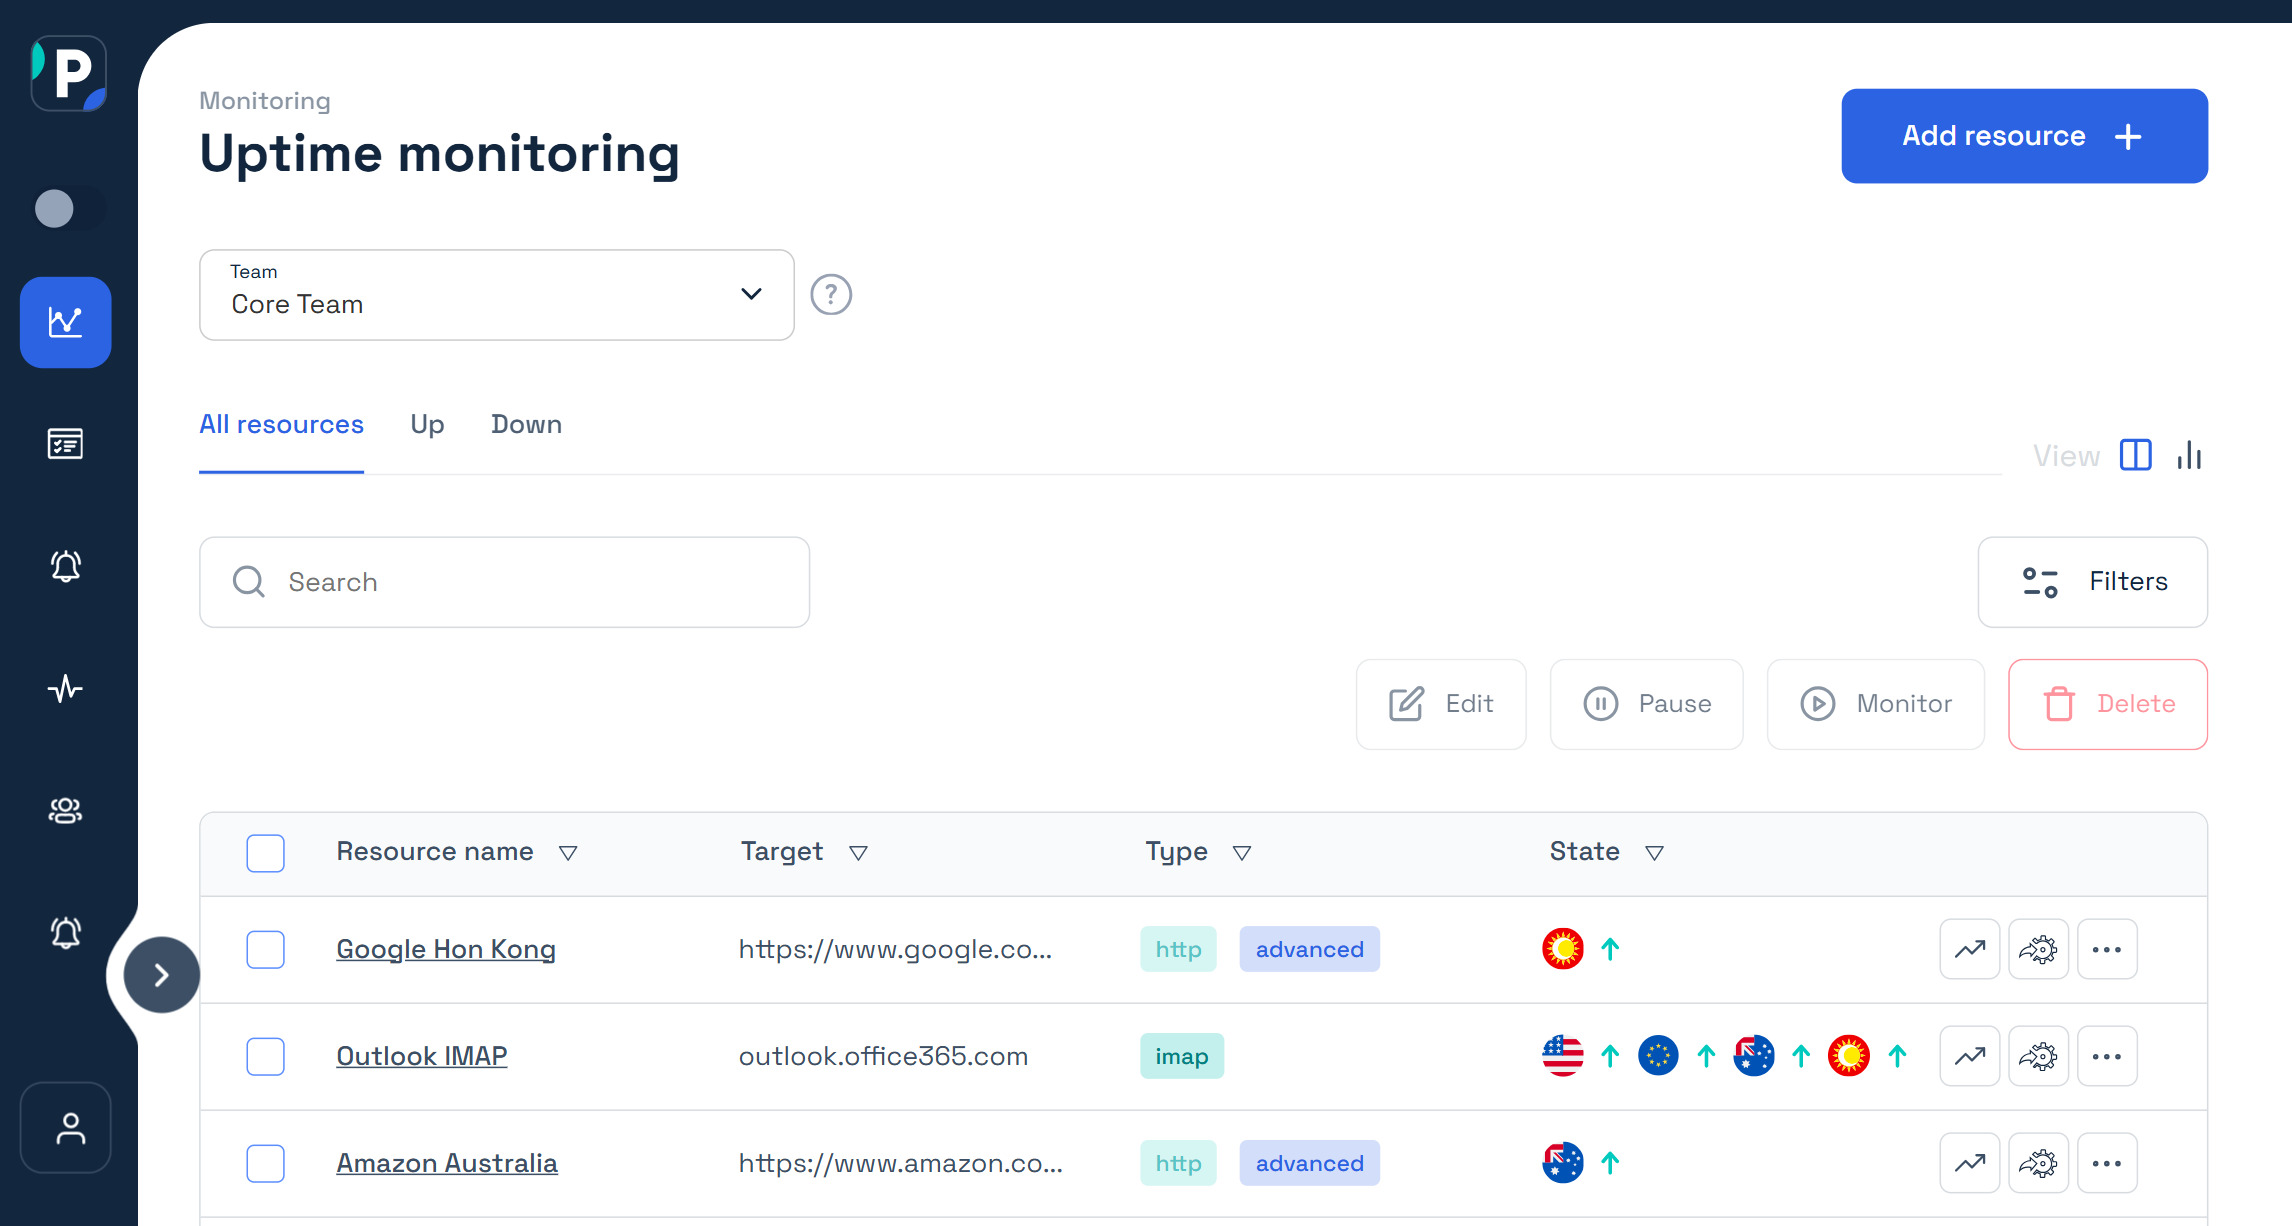 P
Monitoring
Uptime monitoring
Add resource
Team
Core Team
?
All resources Up Down
View
Search
Filters
Edit Pause Monitor Delete
Resource name Target Type State
Google Hon Kong https://www.google.co... http advanced
Outlook IMAP outlook.office365.com imap
Amazon Australia https://www.amazon.co... http advanced